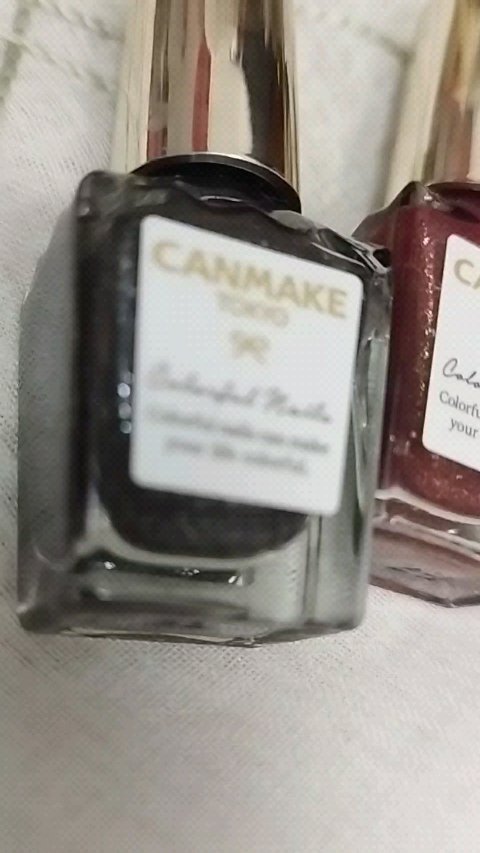 CANMAKE
TOKYO
Colorful Nails
Colorful nails can make
your life colorful.
CA
Colo
Colorfu
your